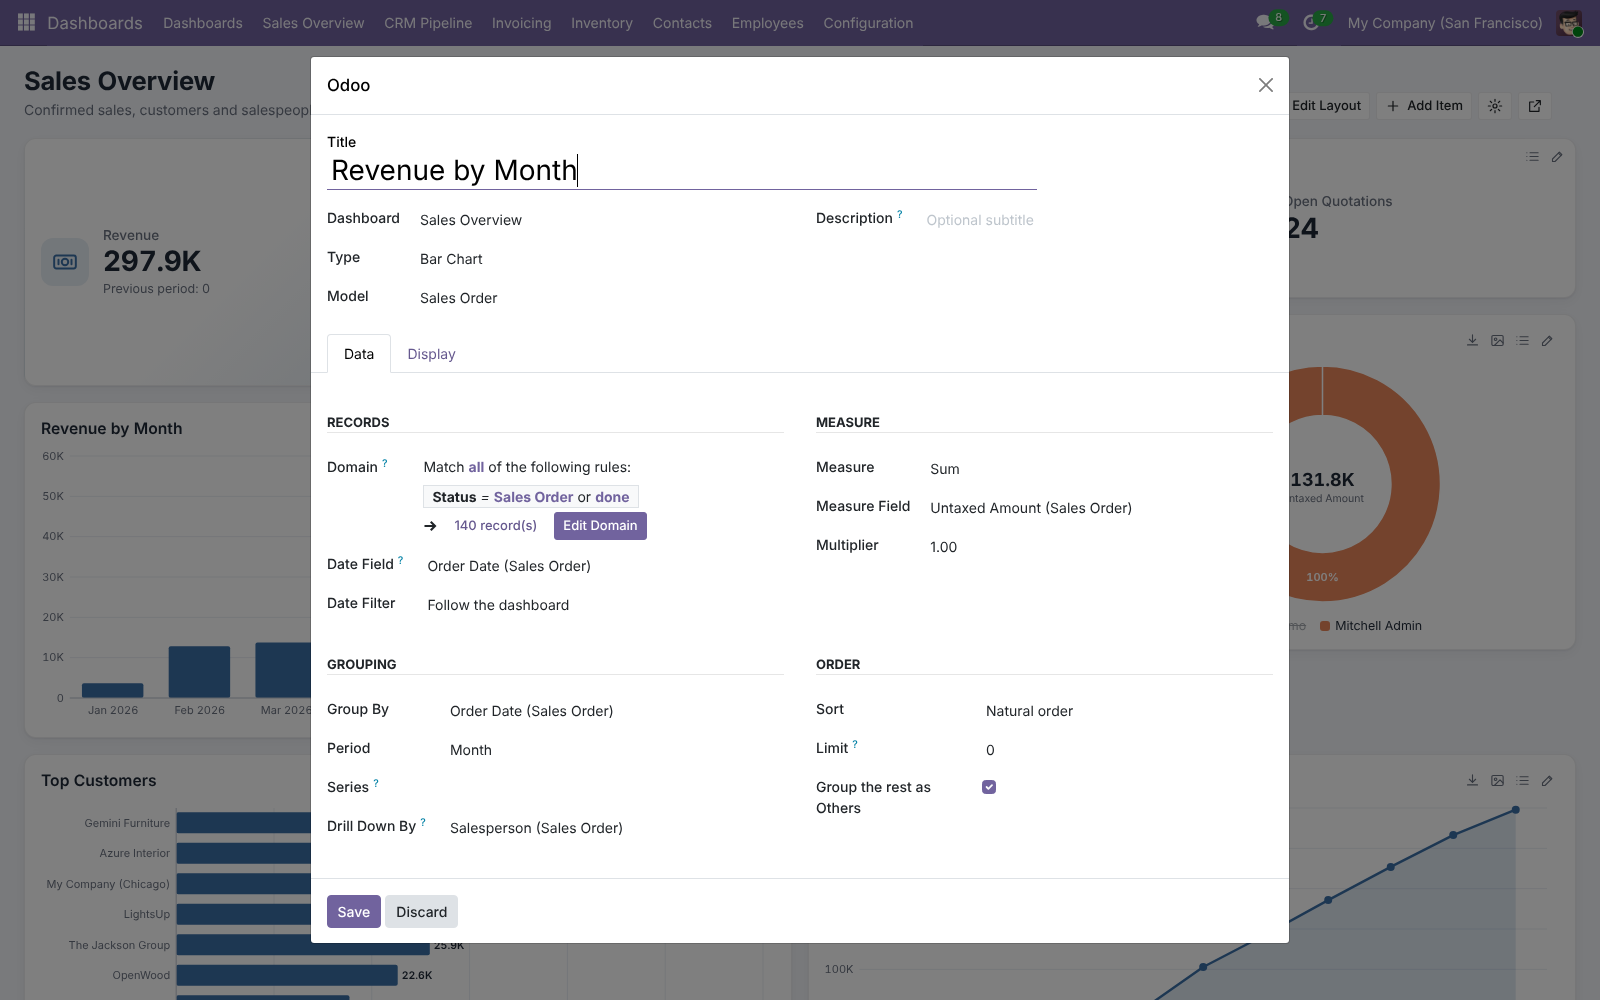 Dashboards
Dashboards
Sales Overview
CRM Pipeline
Invoicing
Inventory
Contacts
Employees
Configuration
8
7
My Company (San Francisco)
Sales Overview
Confirmed sales, customers and
Edit Layout
Add Item
Revenue
297.9K
Previous period: 0
Open Quotations
24
Odoo
Title
Revenue by Month
Dashboard
Sales Overview
Description ?
Optional subtitle
Type
Bar Chart
Model
Sales Order
Data
Display
RECORDS
Domain ?
Match all of the following rules:
Status = Sales Order or done
140 record(s)
Edit Domain
Date Field ?
Order Date (Sales Order)
Date Filter
Follow the dashboard
MEASURE
Measure
Sum
Measure Field
Untaxed Amount (Sales Order)
Multiplier
1.00
GROUPING
Group By
Order Date (Sales Order)
Period
Month
Series ?
Drill Down By ?
Salesperson (Sales Order)
ORDER
Sort
Natural order
Limit ?
0
Group the rest as
Others
Save
Discard
Revenue by Month
60K
50K
40K
30K
20K
10K
0
Jan 2026
Feb 2026
Mar 2026
131.8K
Amount
100%
Mitchell Admin
Top Customers
Gemini Furniture
Azure Interior
My Company (Chicago)
LightsUp
The Jackson Group
25.9K
OpenWood
22.6K
100K